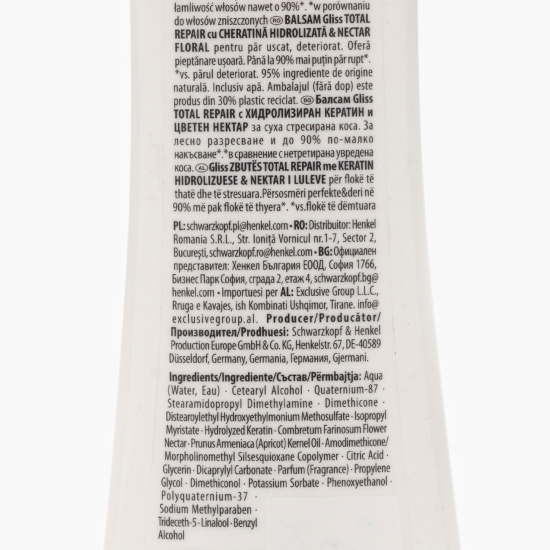 łamliwość włosów nawet o 90%*. *w porównaniu
do włosów zniszczonych RO BALSAM Gliss TOTAL
REPAIR cu CHERATINĂ HIDROLIZATĂ & NECTAR
FLORAL pentru păr uscat, deteriorat. Oferă
pieptănare ușoară. Până la 90% mai puțin păr rupt*.
*vs. părul deteriorat. 95% ingrediente de origine
naturală. Inclusiv apă. Ambalajul (fără dop) este
produs din 30% plastic reciclat. BG Балсам Gliss
TOTAL REPAIR с ХИДРОЛИЗИРАН КЕРАТИН и
ЦВЕТЕН НЕКТАР за суха стресирана коса. За
лесно разресване и до 90% по-малко
накъсване*.*в сравнение с нетретирана увредена
коса. AL Gliss ZBUTËS TOTAL REPAIR me KERATIN
HIDROLIZUESE & NEKTAR I LULEVE për flokë të
thatë dhe të stresuara.Përsosmëri perfekte&deri në
90% më pak flokë të thyera*. *vs.flokë të dëmtuara
PL: schwarzkopf.pl@henkel.com • RO: Distribuitor: Henkel
Romania S.R.L., Str. Ioniță Vornicul nr.1-7, Sector 2,
București, schwarzkopf.ro@henkel.com • BG: Официален
представител: Хенкел България ЕООД, София 1766,
Бизнес Парк София, сграда 2, етаж 4, schwarzkopf.bg@
henkel.com • Importuesi per AL: Exclusive Group L.L.C.,
Rruga e Kavajes, ish Kombinati Ushqimor, Tirane. info@
exclusivegroup.al. Producer/Producător/
Производител/Prodhuesi: Schwarzkopf & Henkel
Production Europe GmbH & Co. KG, Henkelstr. 67, DE-40589
Düsseldorf, Germany, Germania, Германия, Gjermani.
Ingredients/Ingrediente/Състав/Përmbajtja: Aqua
(Water, Eau) · Cetearyl Alcohol · Quaternium-87 ·
Stearamidopropyl Dimethylamine · Dimethicone ·
Distearoylethyl Hydroxyethylmonium Methosulfate · Isopropyl
Myristate · Hydrolyzed Keratin · Combretum Farinosum Flower
Nectar · Prunus Armeniaca (Apricot) Kernel Oil · Amodimethicone/
Morpholinomethyl Silsesquioxane Copolymer · Citric Acid ·
Glycerin · Dicaprylyl Carbonate · Parfum (Fragrance) · Propylene
Glycol · Dimethiconol · Potassium Sorbate · Phenoxyethanol ·
Polyquaternium-37 ·
Sodium Methylparaben ·
Trideceth-5 · Linalool · Benzyl
Alcohol